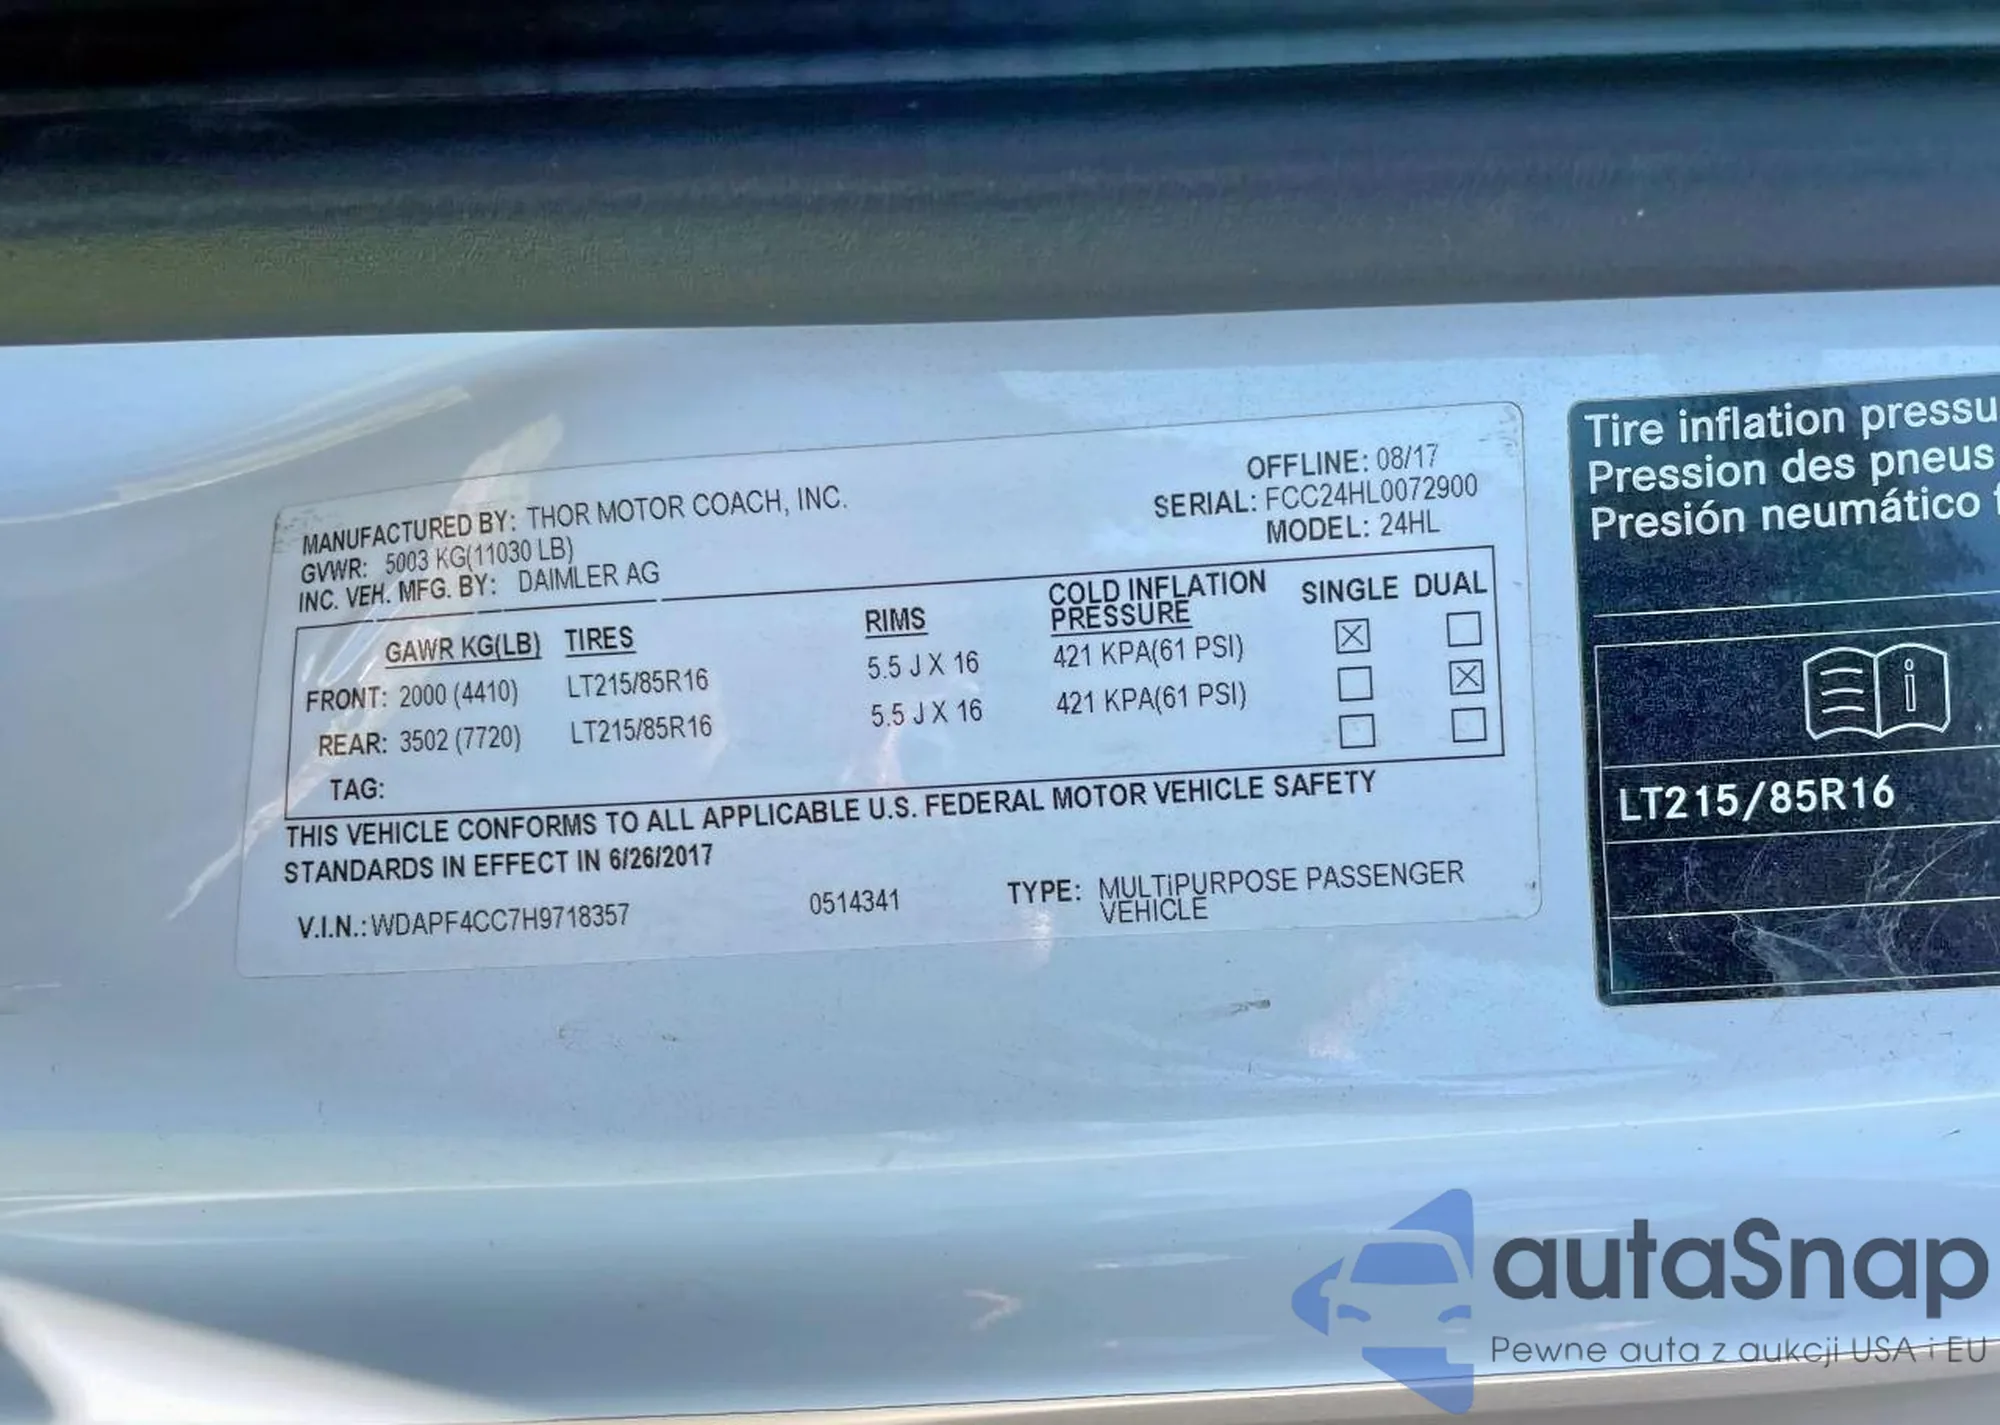 MANUFACTURED BY: THOR MOTOR COACH, INC.
GVWR: 5003 KG(11030 LB)
INC. VEH. MFG. BY: DAIMLER AG
OFFLINE: 08/17
SERIAL: FCC24HL0072900
MODEL: 24HL
GAWR KG(LB) TIRES RIMS COLD INFLATION PRESSURE SINGLE DUAL
FRONT: 2000 (4410) LT215/85R16 5.5 J X 16 421 KPA(61 PSI) ☒ ☐
REAR: 3502 (7720) LT215/85R16 5.5 J X 16 421 KPA(61 PSI) ☐ ☒
TAG: ☐ ☐
THIS VEHICLE CONFORMS TO ALL APPLICABLE U.S. FEDERAL MOTOR VEHICLE SAFETY
STANDARDS IN EFFECT IN 6/26/2017
V.I.N.: WDAPF4CC7H9718357 0514341 TYPE: MULTIPURPOSE PASSENGER
VEHICLE
Tire inflation pressu
Pression des pneus
Presión neumático
LT215/85R16
autaSnap
Pewne auta z aukcji USA i EU